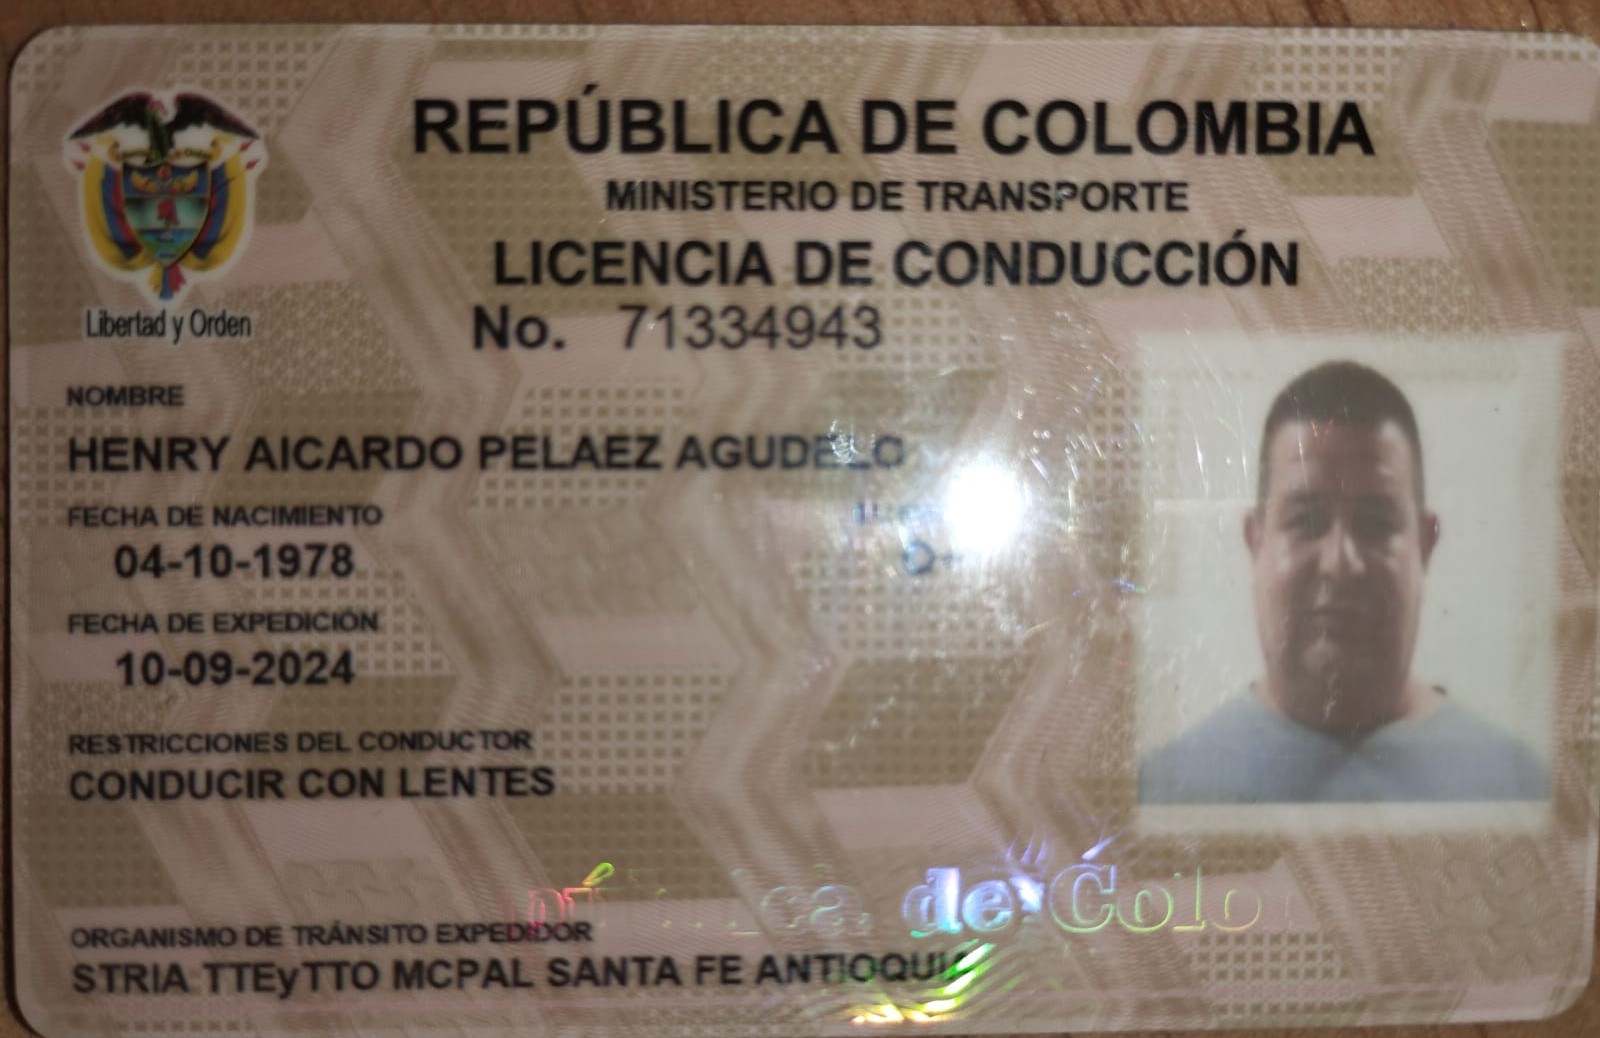 REPÚBLICA DE COLOMBIA
MINISTERIO DE TRANSPORTE
LICENCIA DE CONDUCCIÓN
No. 71334943
Libertad y Orden
NOMBRE
HENRY AICARDO PELAEZ AGUDELO
FECHA DE NACIMIENTO
04-10-1978
FECHA DE EXPEDICIÓN
10-09-2024
RESTRICCIONES DEL CONDUCTOR
CONDUCIR CON LENTES
de Colo
ORGANISMO DE TRÁNSITO EXPEDIDOR
STRIA TTEyTTO MCPAL SANTA FE ANTIOQUIA